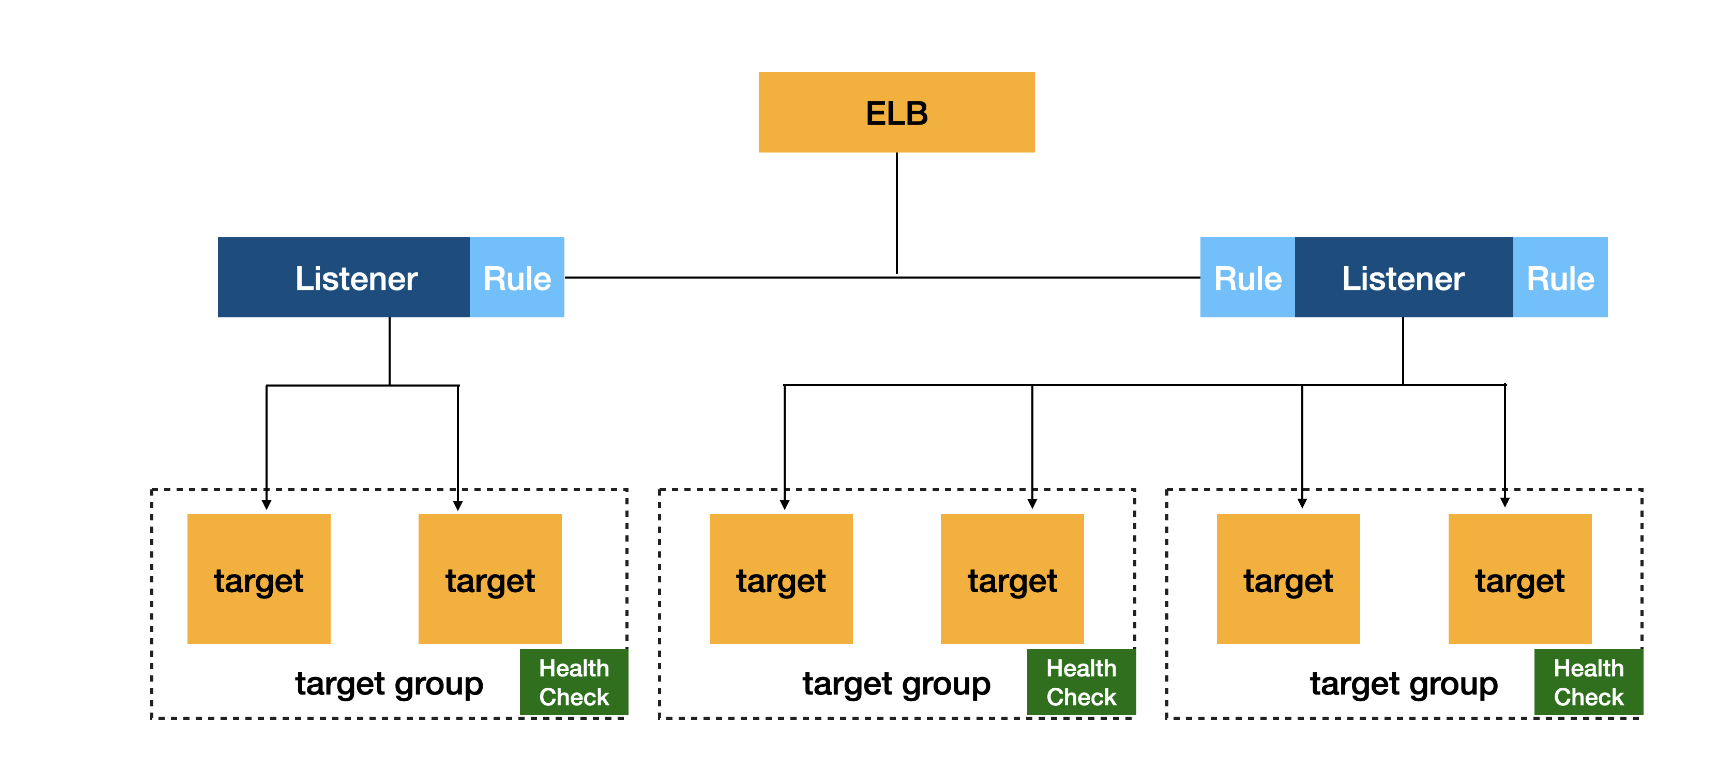 ELB
Listener
Rule
Rule
Listener
Rule
target
target
target
target
target
target
target group
Health
Check
target group
Health
Check
target group
Health
Check